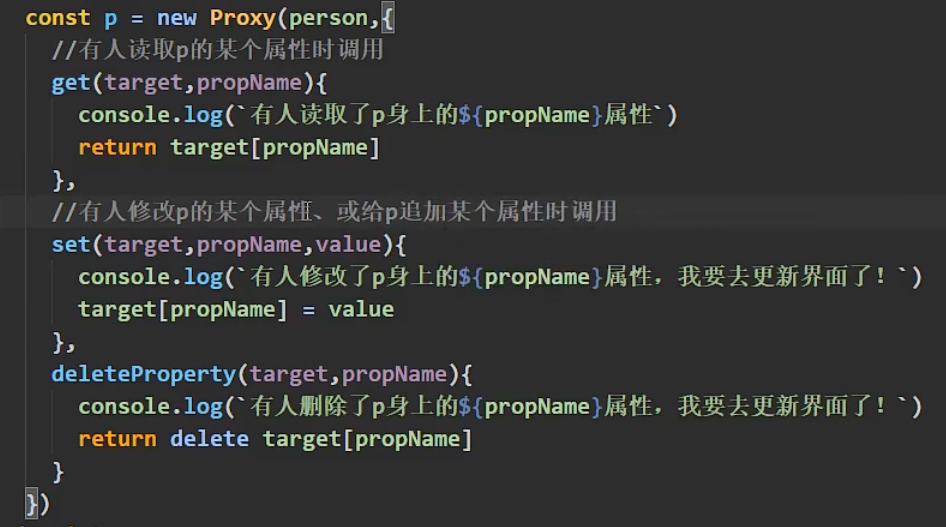 const p = new Proxy(person,{
//有人读取p的某个属性时调用
get(target,propName){
console.log(`有人读取了p身上的${propName}属性`)
return target[propName]
},
//有人修改p的某个属性、或给p追加某个属性时调用
set(target,propName,value){
console.log(`有人修改了p身上的${propName}属性，我要去更新界面了！`)
target[propName] = value
},
deleteProperty(target,propName){
console.log(`有人删除了p身上的${propName}属性，我要去更新界面了！`)
return delete target[propName]
}
})